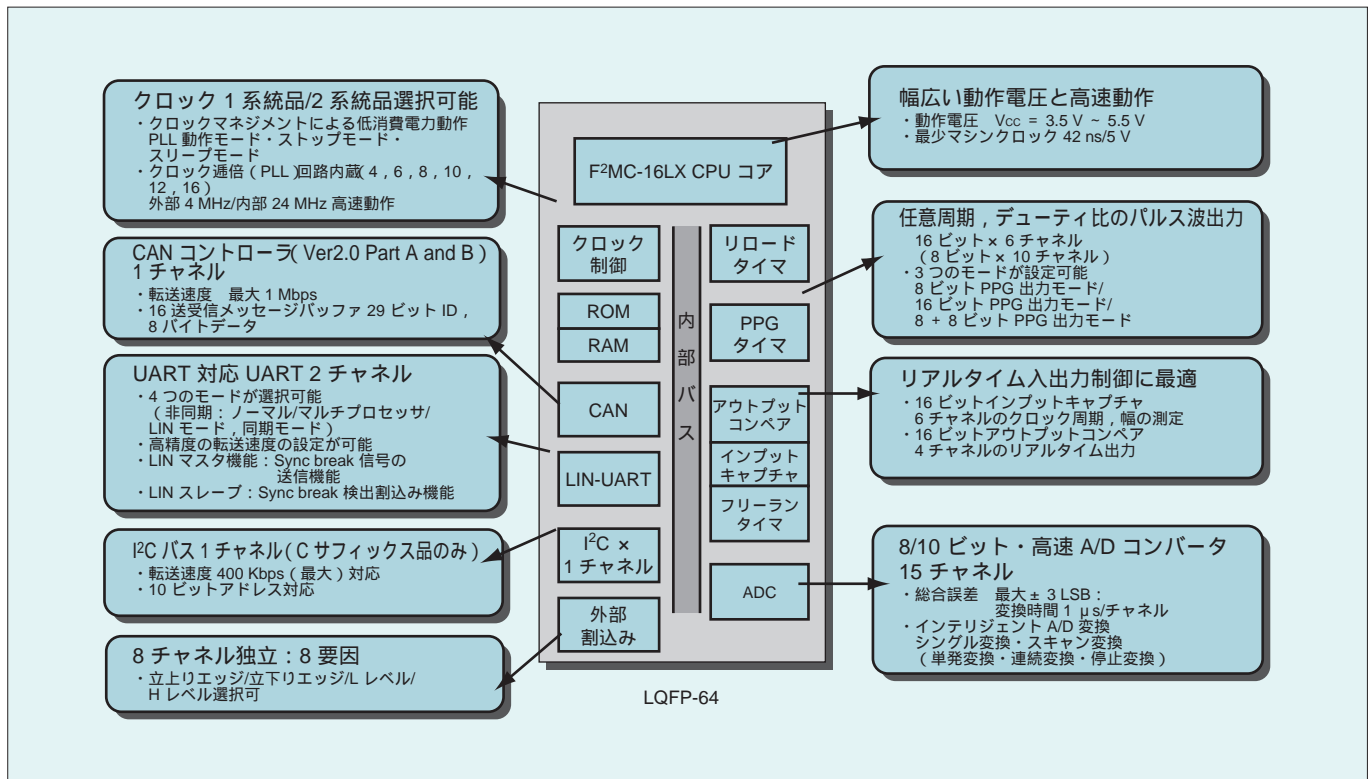 クロック 1 系統品/2 系統品選択可能
・クロックマネジメントによる低消費電力動作
PLL 動作モード・ストップモード・
スリープモード
・クロック逓倍（PLL）回路内蔵（4，6，8，10，
12，16）
外部 4 MHz/内部 24 MHz 高速動作
CAN コントローラ（Ver2.0 Part A and B）
1 チャネル
・転送速度　最大 1 Mbps
・16 送受信メッセージバッファ 29 ビット ID，
8 バイトデータ
UART 対応 UART 2 チャネル
・4 つのモードが選択可能
（非同期：ノーマル/マルチプロセッサ/
LIN モード，同期モード）
・高精度の転送速度の設定が可能
・LIN マスタ機能：Sync break 信号の
送信機能
・LIN スレーブ：Sync break 検出割込み機能
I²C バス 1 チャネル（C サフィックス品のみ）
・転送速度 400 Kbps（最大）対応
・10 ビットアドレス対応
8 チャネル独立：8 要因
・立上りエッジ/立下りエッジ/L レベル/
H レベル選択可
F²MC-16LX CPU コア
クロック
制御
ROM
RAM
CAN
LIN-UART
I²C ×
1 チャネル
外部
割込み
内部バス
リロード
タイマ
PPG
タイマ
アウトプット
コンペア
インプット
キャプチャ
フリーラン
タイマ
ADC
LQFP-64
幅広い動作電圧と高速動作
・動作電圧　Vcc = 3.5 V ~ 5.5 V
・最少マシンクロック 42 ns/5 V
任意周期，デューティ比のパルス波出力
16 ビット × 6 チャネル
（8 ビット × 10 チャネル）
・3 つのモードが設定可能
8 ビット PPG 出力モード/
16 ビット PPG 出力モード/
8 + 8 ビット PPG 出力モード
リアルタイム入出力制御に最適
・16 ビットインプットキャプチャ
6 チャネルのクロック周期，幅の測定
・16 ビットアウトプットコンペア
4 チャネルのリアルタイム出力
8/10 ビット・高速 A/D コンバータ
15 チャネル
・総合誤差　最大 ± 3 LSB：
変換時間 1 μs/チャネル
・インテリジェント A/D 変換
シングル変換・スキャン変換
（単発変換・連続変換・停止変換）